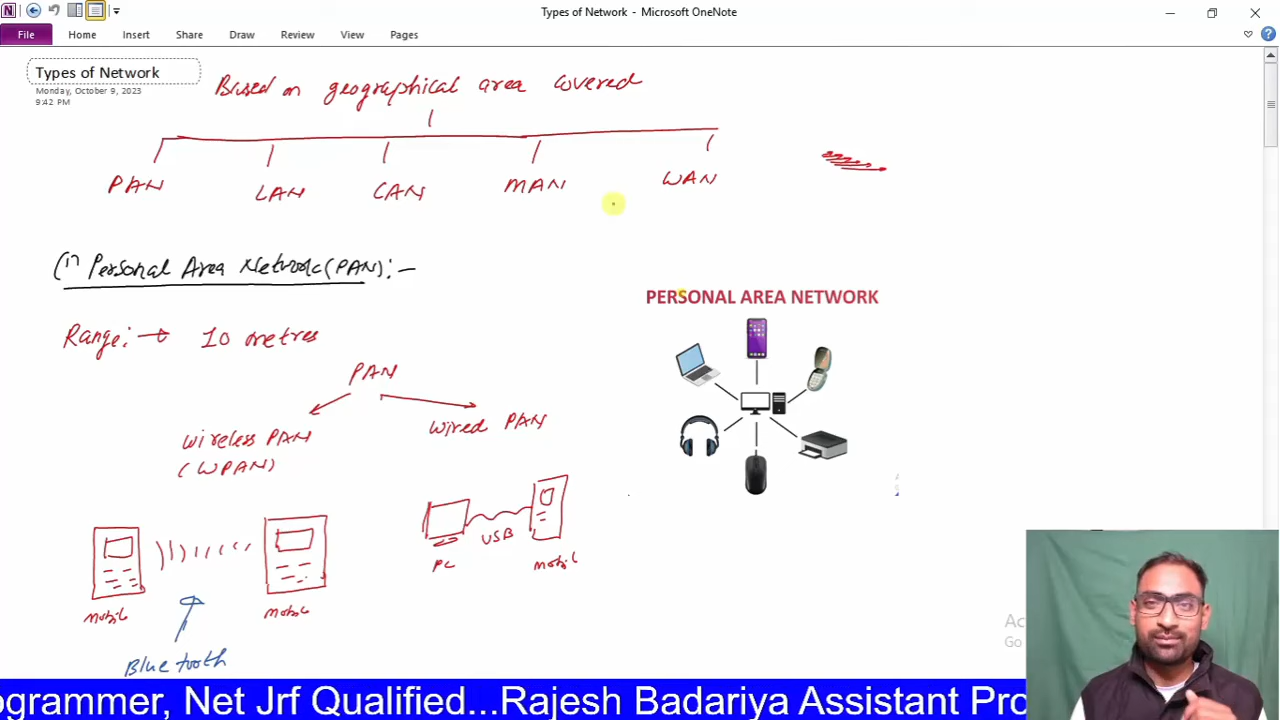 Types of Network - Microsoft OneNote
File Home Insert Share Draw Review View Pages
Types of Network
Monday, October 9, 2023
9:42 PM
Based on geographical area covered
PAN LAN CAN MAN WAN
(1) Personal Area Network (PAN): -
PERSONAL AREA NETWORK
Range: → 10 metres
PAN
Wireless PAN
(WPAN)
Wired PAN
USB
PC
Mobile
Mobile
Mobile
Bluetooth
Go
ogrammer, Net Jrf Qualified...Rajesh Badariya Assistant Pro